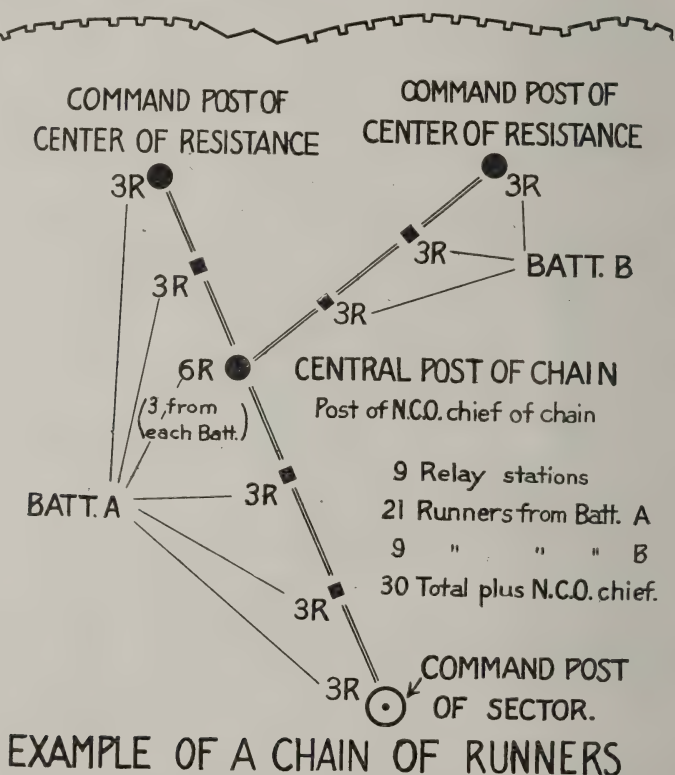 COMMAND POST OF
CENTER OF RESISTANCE
COMMAND POST OF
CENTER OF RESISTANCE
3R
3R
3R
3R
BATT. B
3R
6R
(3, from
each Batt.)
CENTRAL POST OF CHAIN
Post of N.C.O. chief of chain
BATT. A
3R
3R
3R
9 Relay stations
21 Runners from Batt. A
9 " " " B
30 Total plus N.C.O. chief.
COMMAND POST
OF SECTOR.
EXAMPLE OF A CHAIN OF RUNNERS